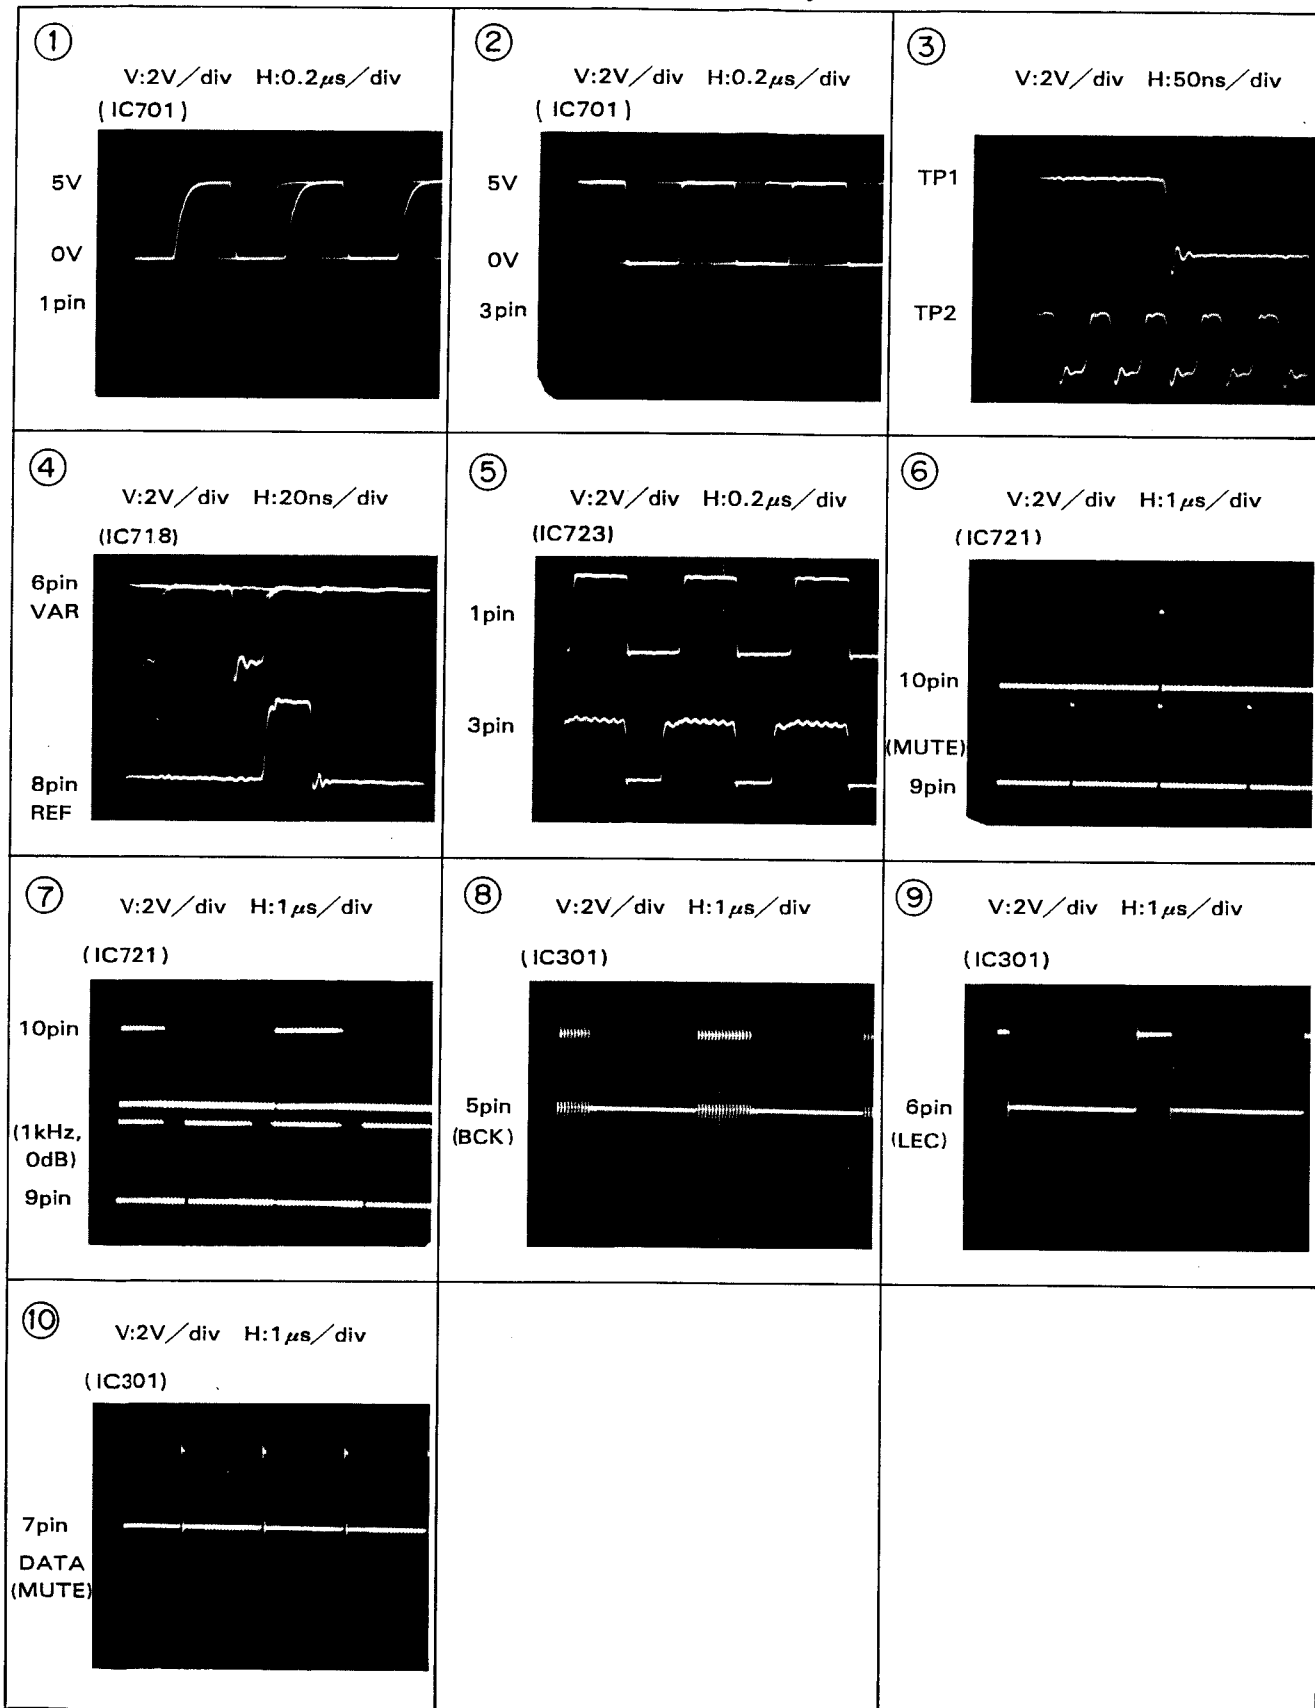 ①
V:2V／div H:0.2μs／div
(IC701)
5V
0V
1pin
②
V:2V／div H:0.2μs／div
(IC701)
5V
0V
3pin
③
V:2V／div H:50ns／div
TP1
TP2
④
V:2V／div H:20ns／div
(IC718)
6pin
VAR
8pin
REF
⑤
V:2V／div H:0.2μs／div
(IC723)
1pin
3pin
⑥
V:2V／div H:1μs／div
(IC721)
10pin
(MUTE)
9pin
⑦
V:2V／div H:1μs／div
(IC721)
10pin
(1kHz,
0dB)
9pin
⑧
V:2V／div H:1μs／div
(IC301)
5pin
(BCK)
⑨
V:2V／div H:1μs／div
(IC301)
6pin
(LEC)
⑩
V:2V／div H:1μs／div
(IC301)
7pin
DATA
(MUTE)